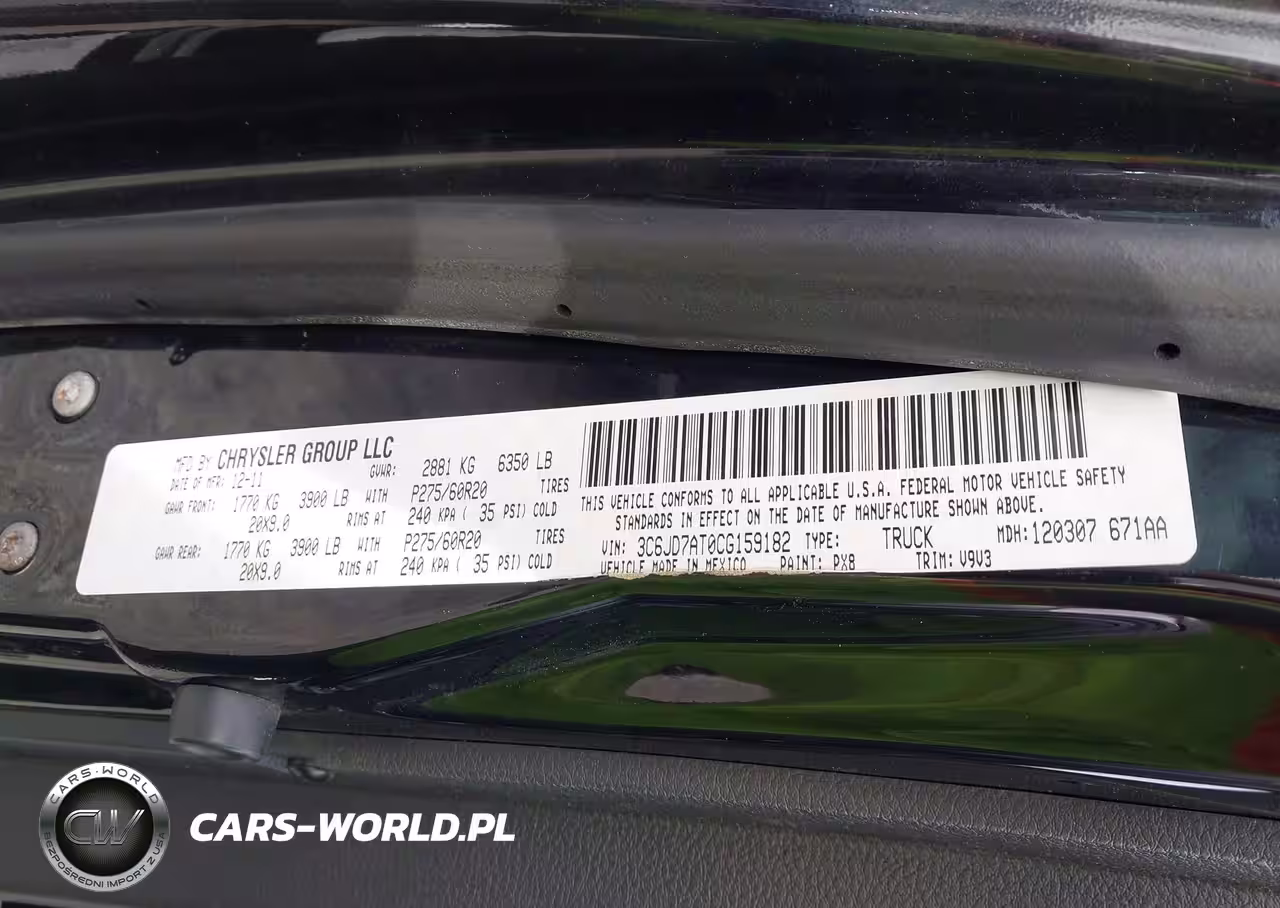 MFD BY CHRYSLER GROUP LLC
DATE OF MFR: 12-11 GVWR: 2881 KG 6350 LB
GAWR FRONT: 1770 KG 3900 LB WITH P275/60R20 TIRES
20X9.0 RIMS AT 240 KPA ( 35 PSI) COLD
GAWR REAR: 1770 KG 3900 LB WITH P275/60R20 TIRES
20X9.0 RIMS AT 240 KPA ( 35 PSI) COLD
THIS VEHICLE CONFORMS TO ALL APPLICABLE U.S.A. FEDERAL MOTOR VEHICLE SAFETY
STANDARDS IN EFFECT ON THE DATE OF MANUFACTURE SHOWN ABOVE.
VIN: 3C6JD7AT0CG159182 TYPE: TRUCK MDH: 120307 671AA
VEHICLE MADE IN MEXICO PAINT: PX8 TRIM: V9V3
CARS-WORLD
CW
BEZPOŚREDNI IMPORT Z USA
CARS-WORLD.PL